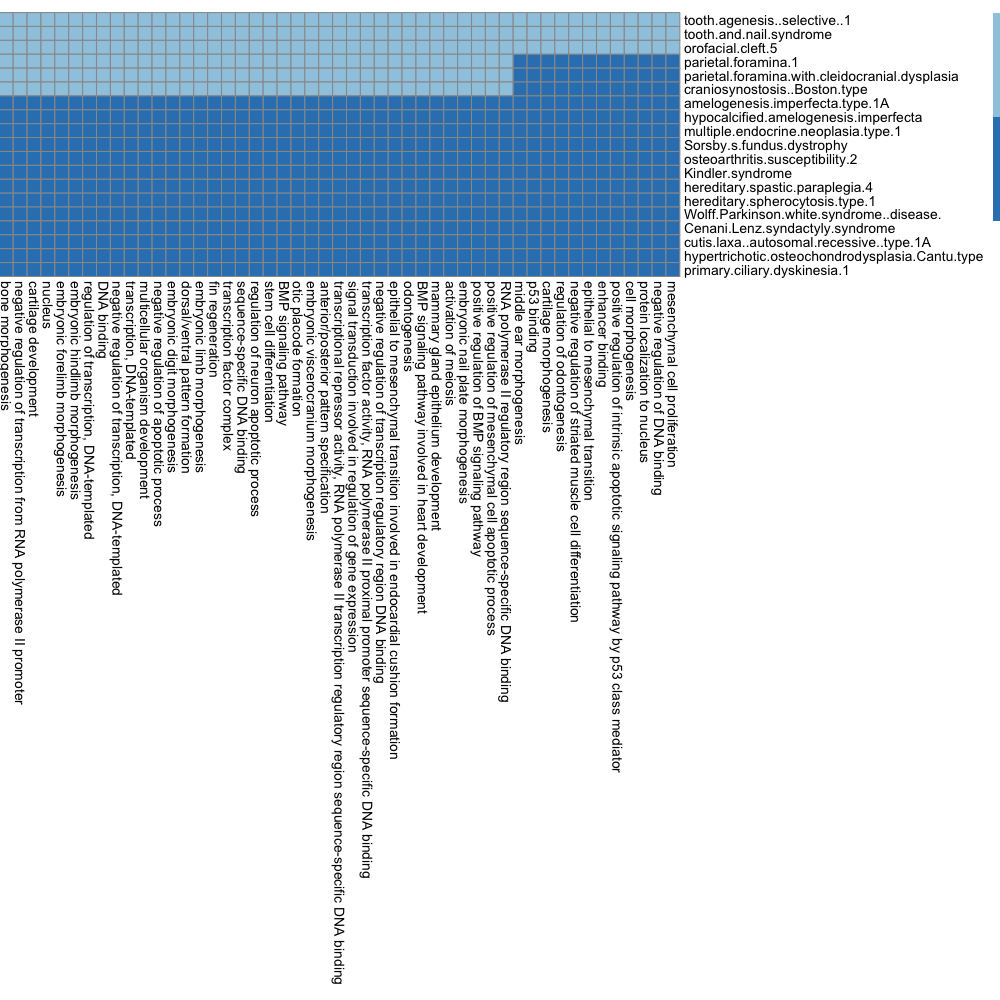 tooth.agenesis..selective..1
tooth.and.nail.syndrome
orofacial.cleft.5
parietal.foramina.1
parietal.foramina.with.cleidocranial.dysplasia
craniosynostosis..Boston.type
amelogenesis.imperfecta.type.1A
hypocalcified.amelogenesis.imperfecta
multiple.endocrine.neoplasia.type.1
Sorsby.s.fundus.dystrophy
osteoarthritis.susceptibility.2
Kindler.syndrome
hereditary.spastic.paraplegia.4
hereditary.spherocytosis.type.1
Wolff.Parkinson.white.syndrome..disease.
Cenani.Lenz.syndactyly.syndrome
cutis.laxa..autosomal.recessive..type.1A
hypertrichotic.osteochondrodysplasia.Cantu.type
primary.ciliary.dyskinesia.1
bone morphogenesis
negative regulation of transcription from RNA polymerase II promoter
cartilage development
nucleus
embryonic forelimb morphogenesis
embryonic hindlimb morphogenesis
regulation of transcription, DNA-templated
DNA binding
negative regulation of transcription, DNA-templated
transcription, DNA-templated
multicellular organism development
negative regulation of apoptotic process
embryonic digit morphogenesis
dorsal/ventral pattern formation
embryonic limb morphogenesis
fin regeneration
transcription factor complex
sequence-specific DNA binding
regulation of neuron apoptotic process
stem cell differentiation
BMP signaling pathway
otic placode formation
embryonic viscerocranium morphogenesis
anterior/posterior pattern specification
transcriptional repressor activity, RNA polymerase II transcription regulatory region sequence-specific DNA binding
signal transduction involved in regulation of gene expression
transcription factor activity, RNA polymerase II proximal promoter sequence-specific DNA binding
negative regulation of transcription regulatory region DNA binding
epithelial to mesenchymal transition involved in endocardial cushion formation
odontogenesis
BMP signaling pathway involved in heart development
mammary gland epithelium development
activation of meiosis
embryonic nail plate morphogenesis
positive regulation of BMP signaling pathway
positive regulation of mesenchymal cell apoptotic process
RNA polymerase II regulatory region sequence-specific DNA binding
middle ear morphogenesis
p53 binding
cartilage morphogenesis
regulation of odontogenesis
negative regulation of striated muscle cell differentiation
epithelial to mesenchymal transition
enhancer binding
positive regulation of intrinsic apoptotic signaling pathway by p53 class mediator
cell morphogenesis
protein localization to nucleus
negative regulation of DNA binding
mesenchymal cell proliferation